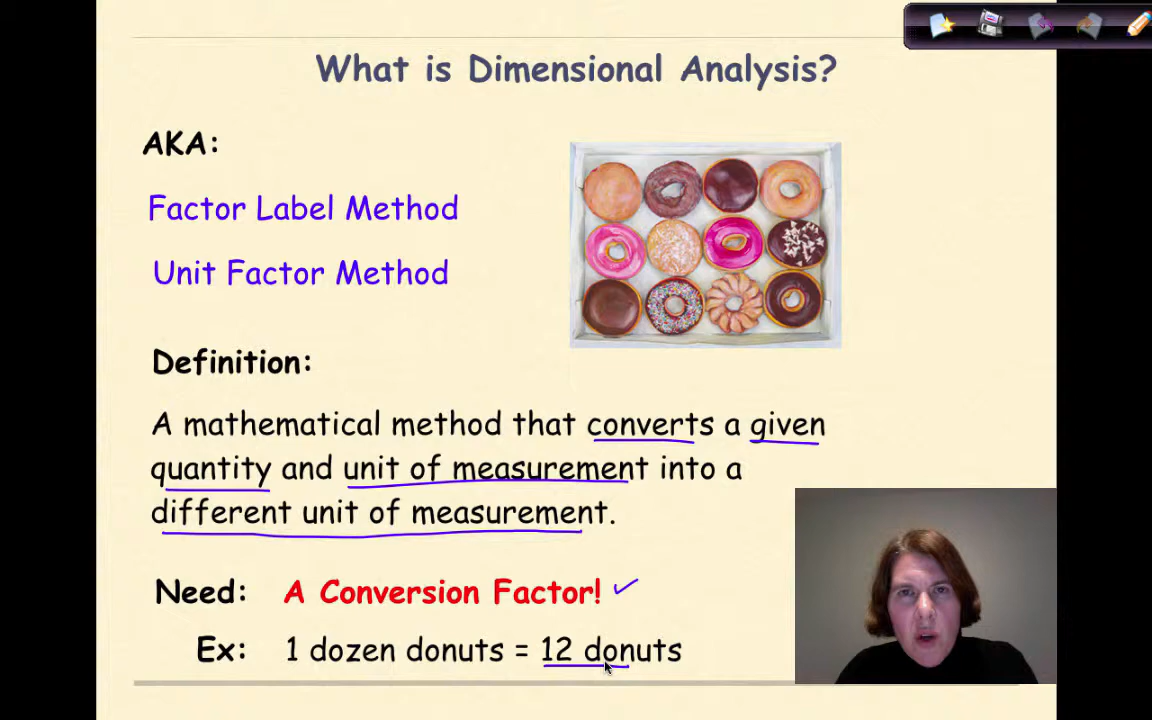 What is Dimensional Analysis?
AKA:
Factor Label Method
Unit Factor Method
Definition:
A mathematical method that converts a given
quantity and unit of measurement into a
different unit of measurement.
Need: A Conversion Factor!
Ex: 1 dozen donuts = 12 donuts